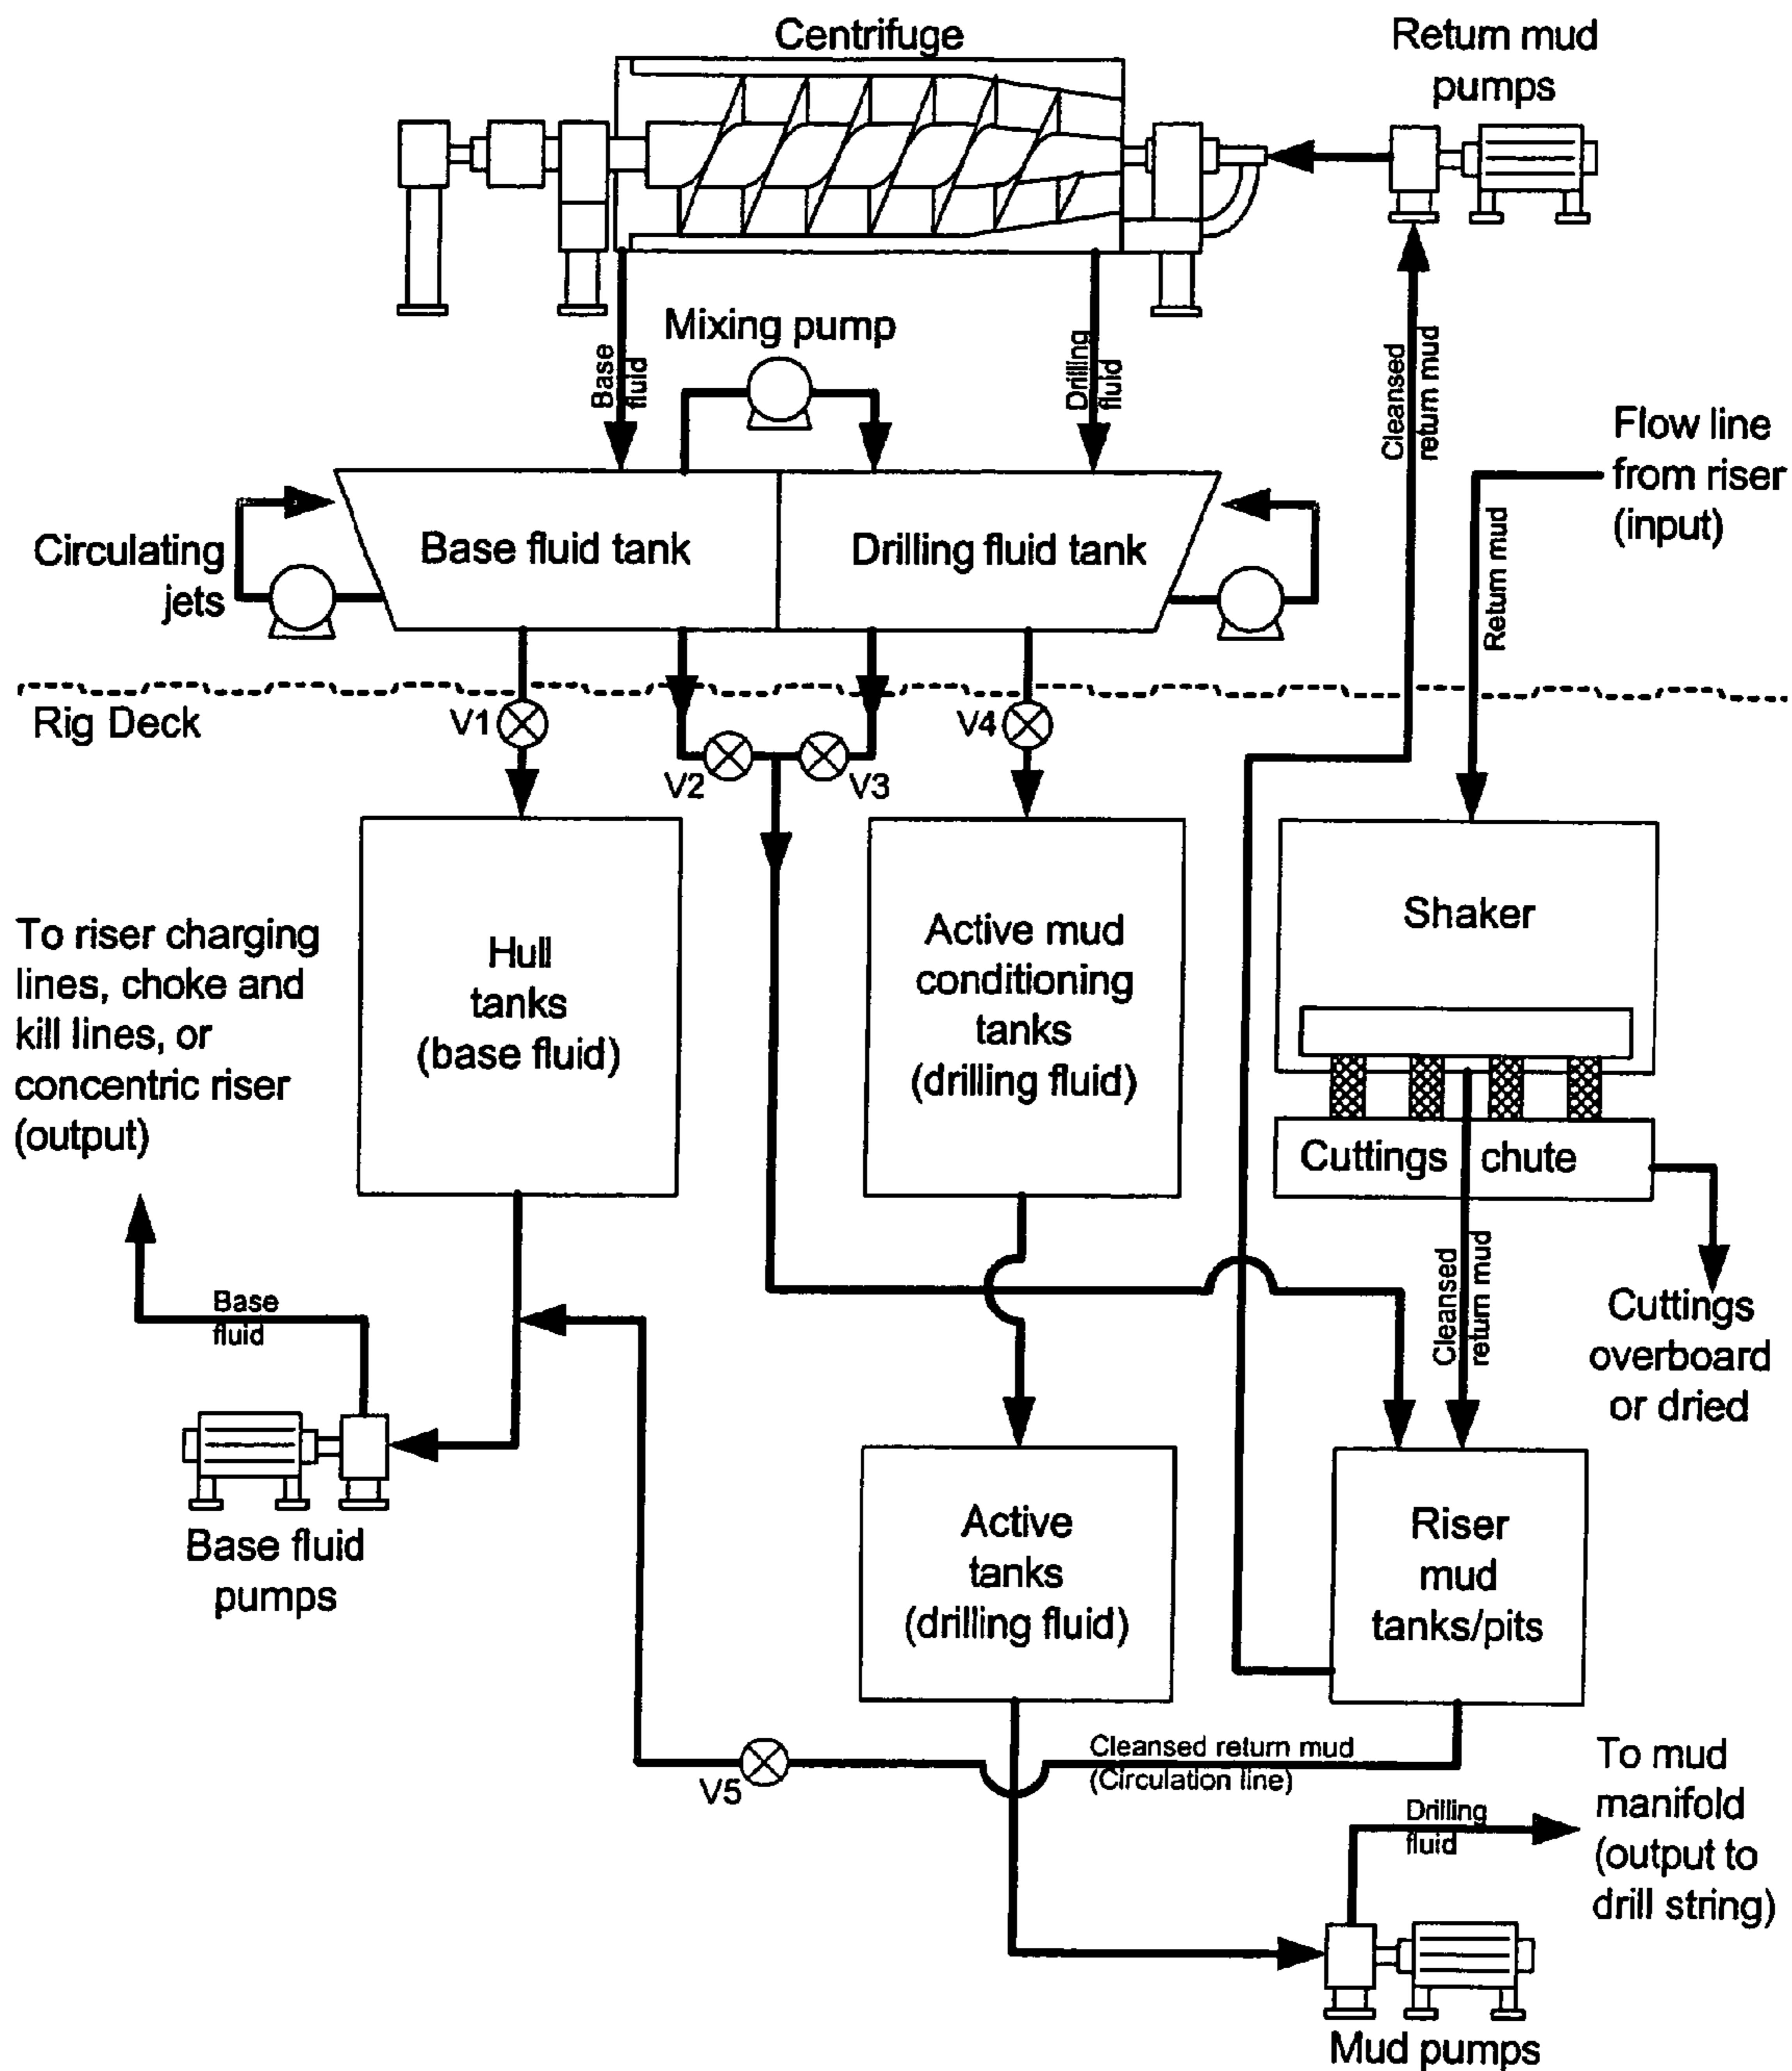 Centrifuge
Return mud
pumps
Mixing pump
Base
fluid
Drilling
fluid
Cleansed
return mud
Flow line
from riser
(input)
Return mud
Circulating
jets
Base fluid tank
Drilling fluid tank
Rig Deck
V1
V2
V3
V4
Hull
tanks
(base fluid)
Active mud
conditioning
tanks
(drilling fluid)
Shaker
Cuttings chute
To riser charging
lines, choke and
kill lines, or
concentric riser
(output)
Cleansed
return mud
Cuttings
overboard
or dried
Base
fluid
Base fluid
pumps
Active
tanks
(drilling fluid)
Riser
mud
tanks/pits
V5
Cleansed return mud
(Circulation line)
To mud
manifold
(output to
drill string)
Drilling
fluid
Mud pumps